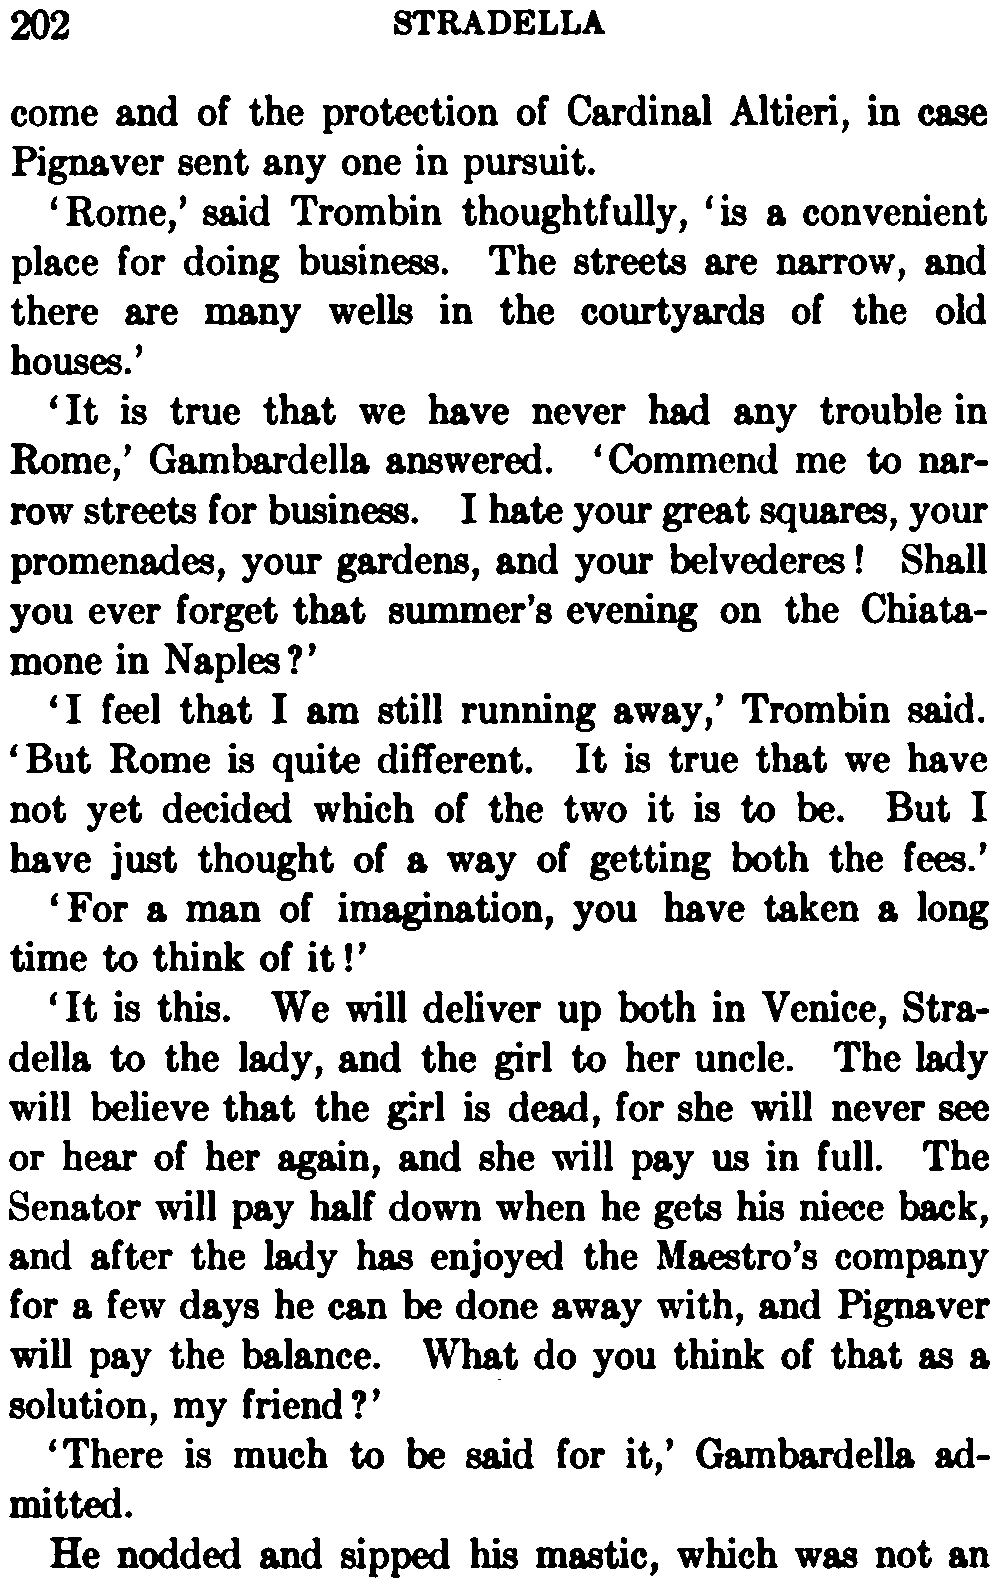 202 STRADELLA
come and of the protection of Cardinal Altieri, in case
Pignaver sent any one in pursuit.
‘Rome,’ said Trombin thoughtfully, ‘is a convenient
place for doing business. The streets are narrow, and
there are many wells in the courtyards of the old
houses.’
‘It is true that we have never had any trouble in
Rome,’ Gambardella answered. ‘Commend me to nar-
row streets for business. I hate your great squares, your
promenades, your gardens, and your belvederes! Shall
you ever forget that summer’s evening on the Chiata-
mone in Naples?’
‘I feel that I am still running away,’ Trombin said.
‘But Rome is quite different. It is true that we have
not yet decided which of the two it is to be. But I
have just thought of a way of getting both the fees.’
‘For a man of imagination, you have taken a long
time to think of it!’
‘It is this. We will deliver up both in Venice, Stra-
della to the lady, and the girl to her uncle. The lady
will believe that the girl is dead, for she will never see
or hear of her again, and she will pay us in full. The
Senator will pay half down when he gets his niece back,
and after the lady has enjoyed the Maestro’s company
for a few days he can be done away with, and Pignaver
will pay the balance. What do you think of that as a
solution, my friend?’
‘There is much to be said for it,’ Gambardella ad-
mitted.
He nodded and sipped his mastic, which was not an